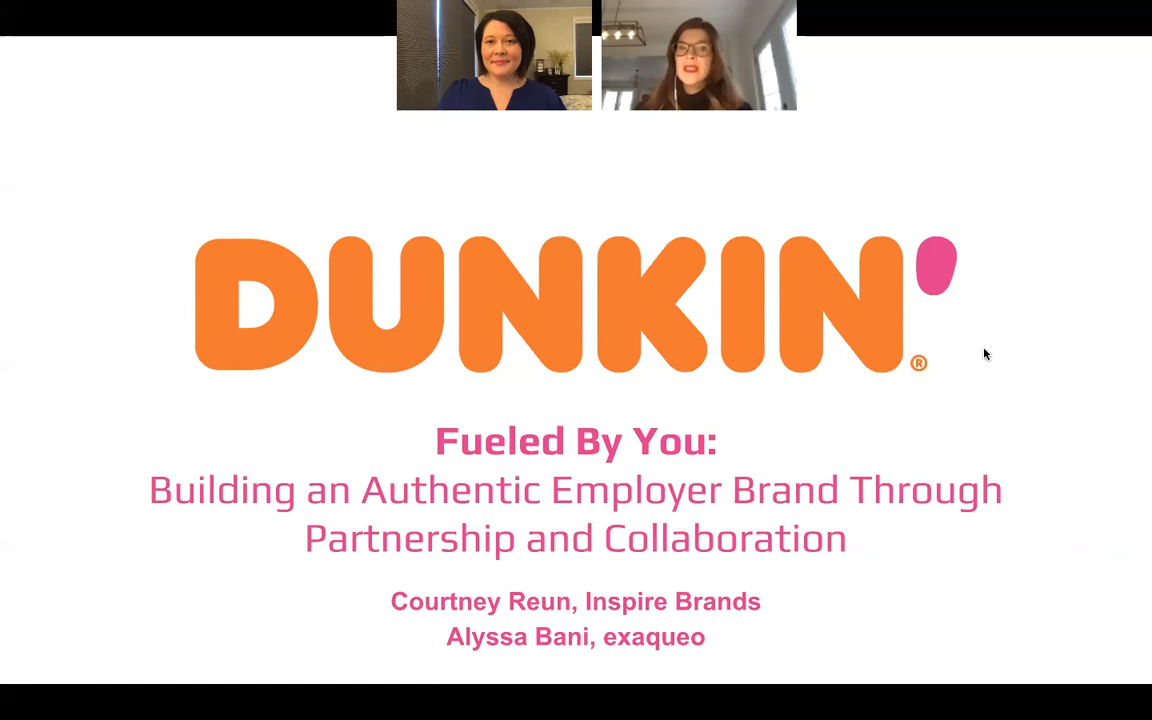 DUNKIN'®
Fueled By You:
Building an Authentic Employer Brand Through
Partnership and Collaboration
Courtney Reun, Inspire Brands
Alyssa Bani, exaqueo